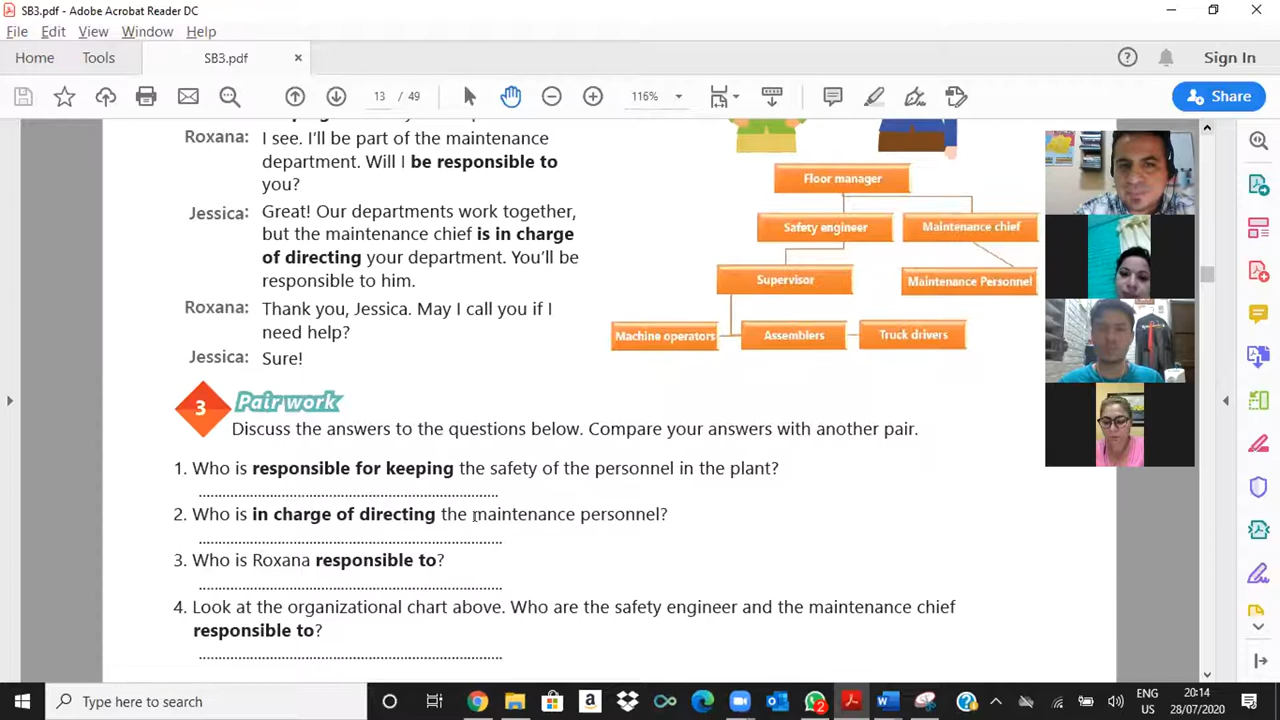 SB3.pdf - Adobe Acrobat Reader DC
File Edit View Window Help
Home Tools SB3.pdf × ? Sign In
13 / 49 116% Share
Roxana: I see. I'll be part of the maintenance
department. Will I be responsible to
you?
Jessica: Great! Our departments work together,
but the maintenance chief is in charge
of directing your department. You'll be
responsible to him.
Roxana: Thank you, Jessica. May I call you if I
need help?
Jessica: Sure!
Floor manager
Safety engineer Maintenance chief
Supervisor Maintenance Personnel
Machine operators Assemblers Truck drivers
3 Pair work
Discuss the answers to the questions below. Compare your answers with another pair.
1. Who is responsible for keeping the safety of the personnel in the plant?
2. Who is in charge of directing the maintenance personnel?
3. Who is Roxana responsible to?
4. Look at the organizational chart above. Who are the safety engineer and the maintenance chief
responsible to?
Type here to search
2
ENG 20:14
US 28/07/2020